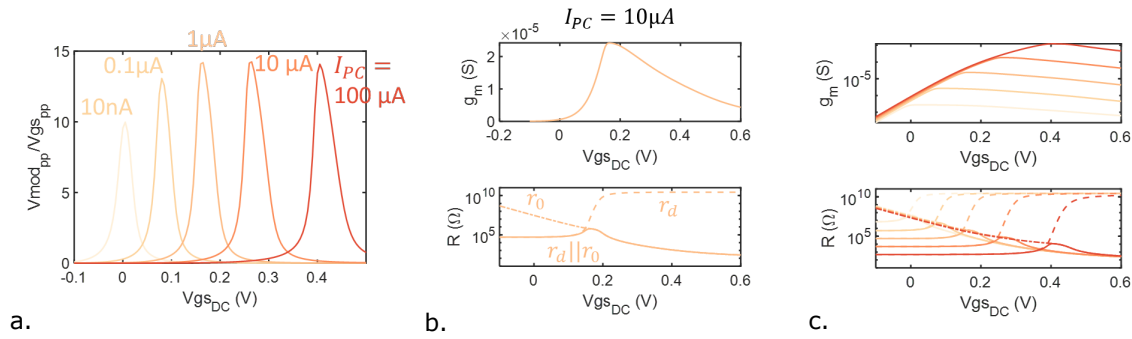 I_PC = 10µA
1µA
0.1µA
10 µA
I_PC =
100 µA
10nA
15
10
5
0
Vmod_pp/Vgs_pp
-0.1
0
0.1
0.2
0.3
0.4
Vgs_DC (V)
a.
×10^-5
2
0
g_m (S)
-0.2
0
0.2
0.4
0.6
Vgs_DC (V)
10^10
10^5
R (Ω)
r_0
r_d
r_d||r_0
0
0.2
0.4
0.6
Vgs_DC (V)
b.
10^-5
g_m (S)
0
0.2
0.4
0.6
Vgs_DC (V)
10^10
10^5
R (Ω)
0
0.2
0.4
0.6
Vgs_DC (V)
c.